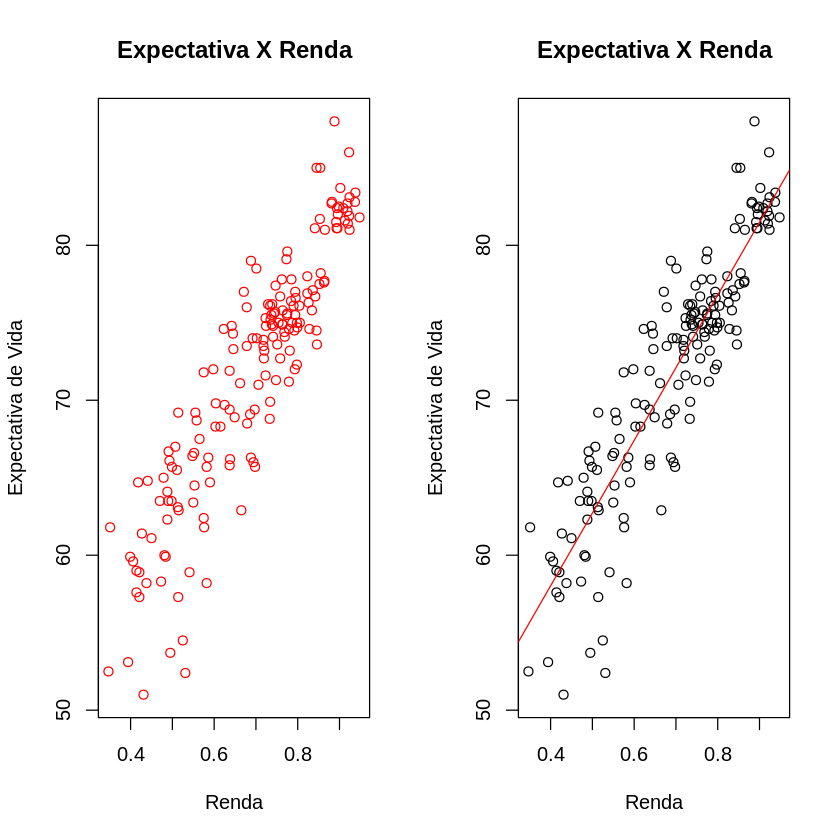 Expectativa X Renda
Expectativa de Vida
80
70
60
50
0.4 0.6 0.8
Renda
Expectativa X Renda
Expectativa de Vida
80
70
60
50
0.4 0.6 0.8
Renda